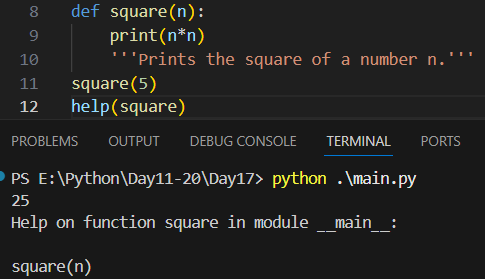 8 def square(n):
9 print(n*n)
10 '''Prints the square of a number n.'''
11 square(5)
12 help(square)
PROBLEMS OUTPUT DEBUG CONSOLE TERMINAL PORTS
PS E:\Python\Day11-20\Day17> python .\main.py
25
Help on function square in module __main__:
square(n)